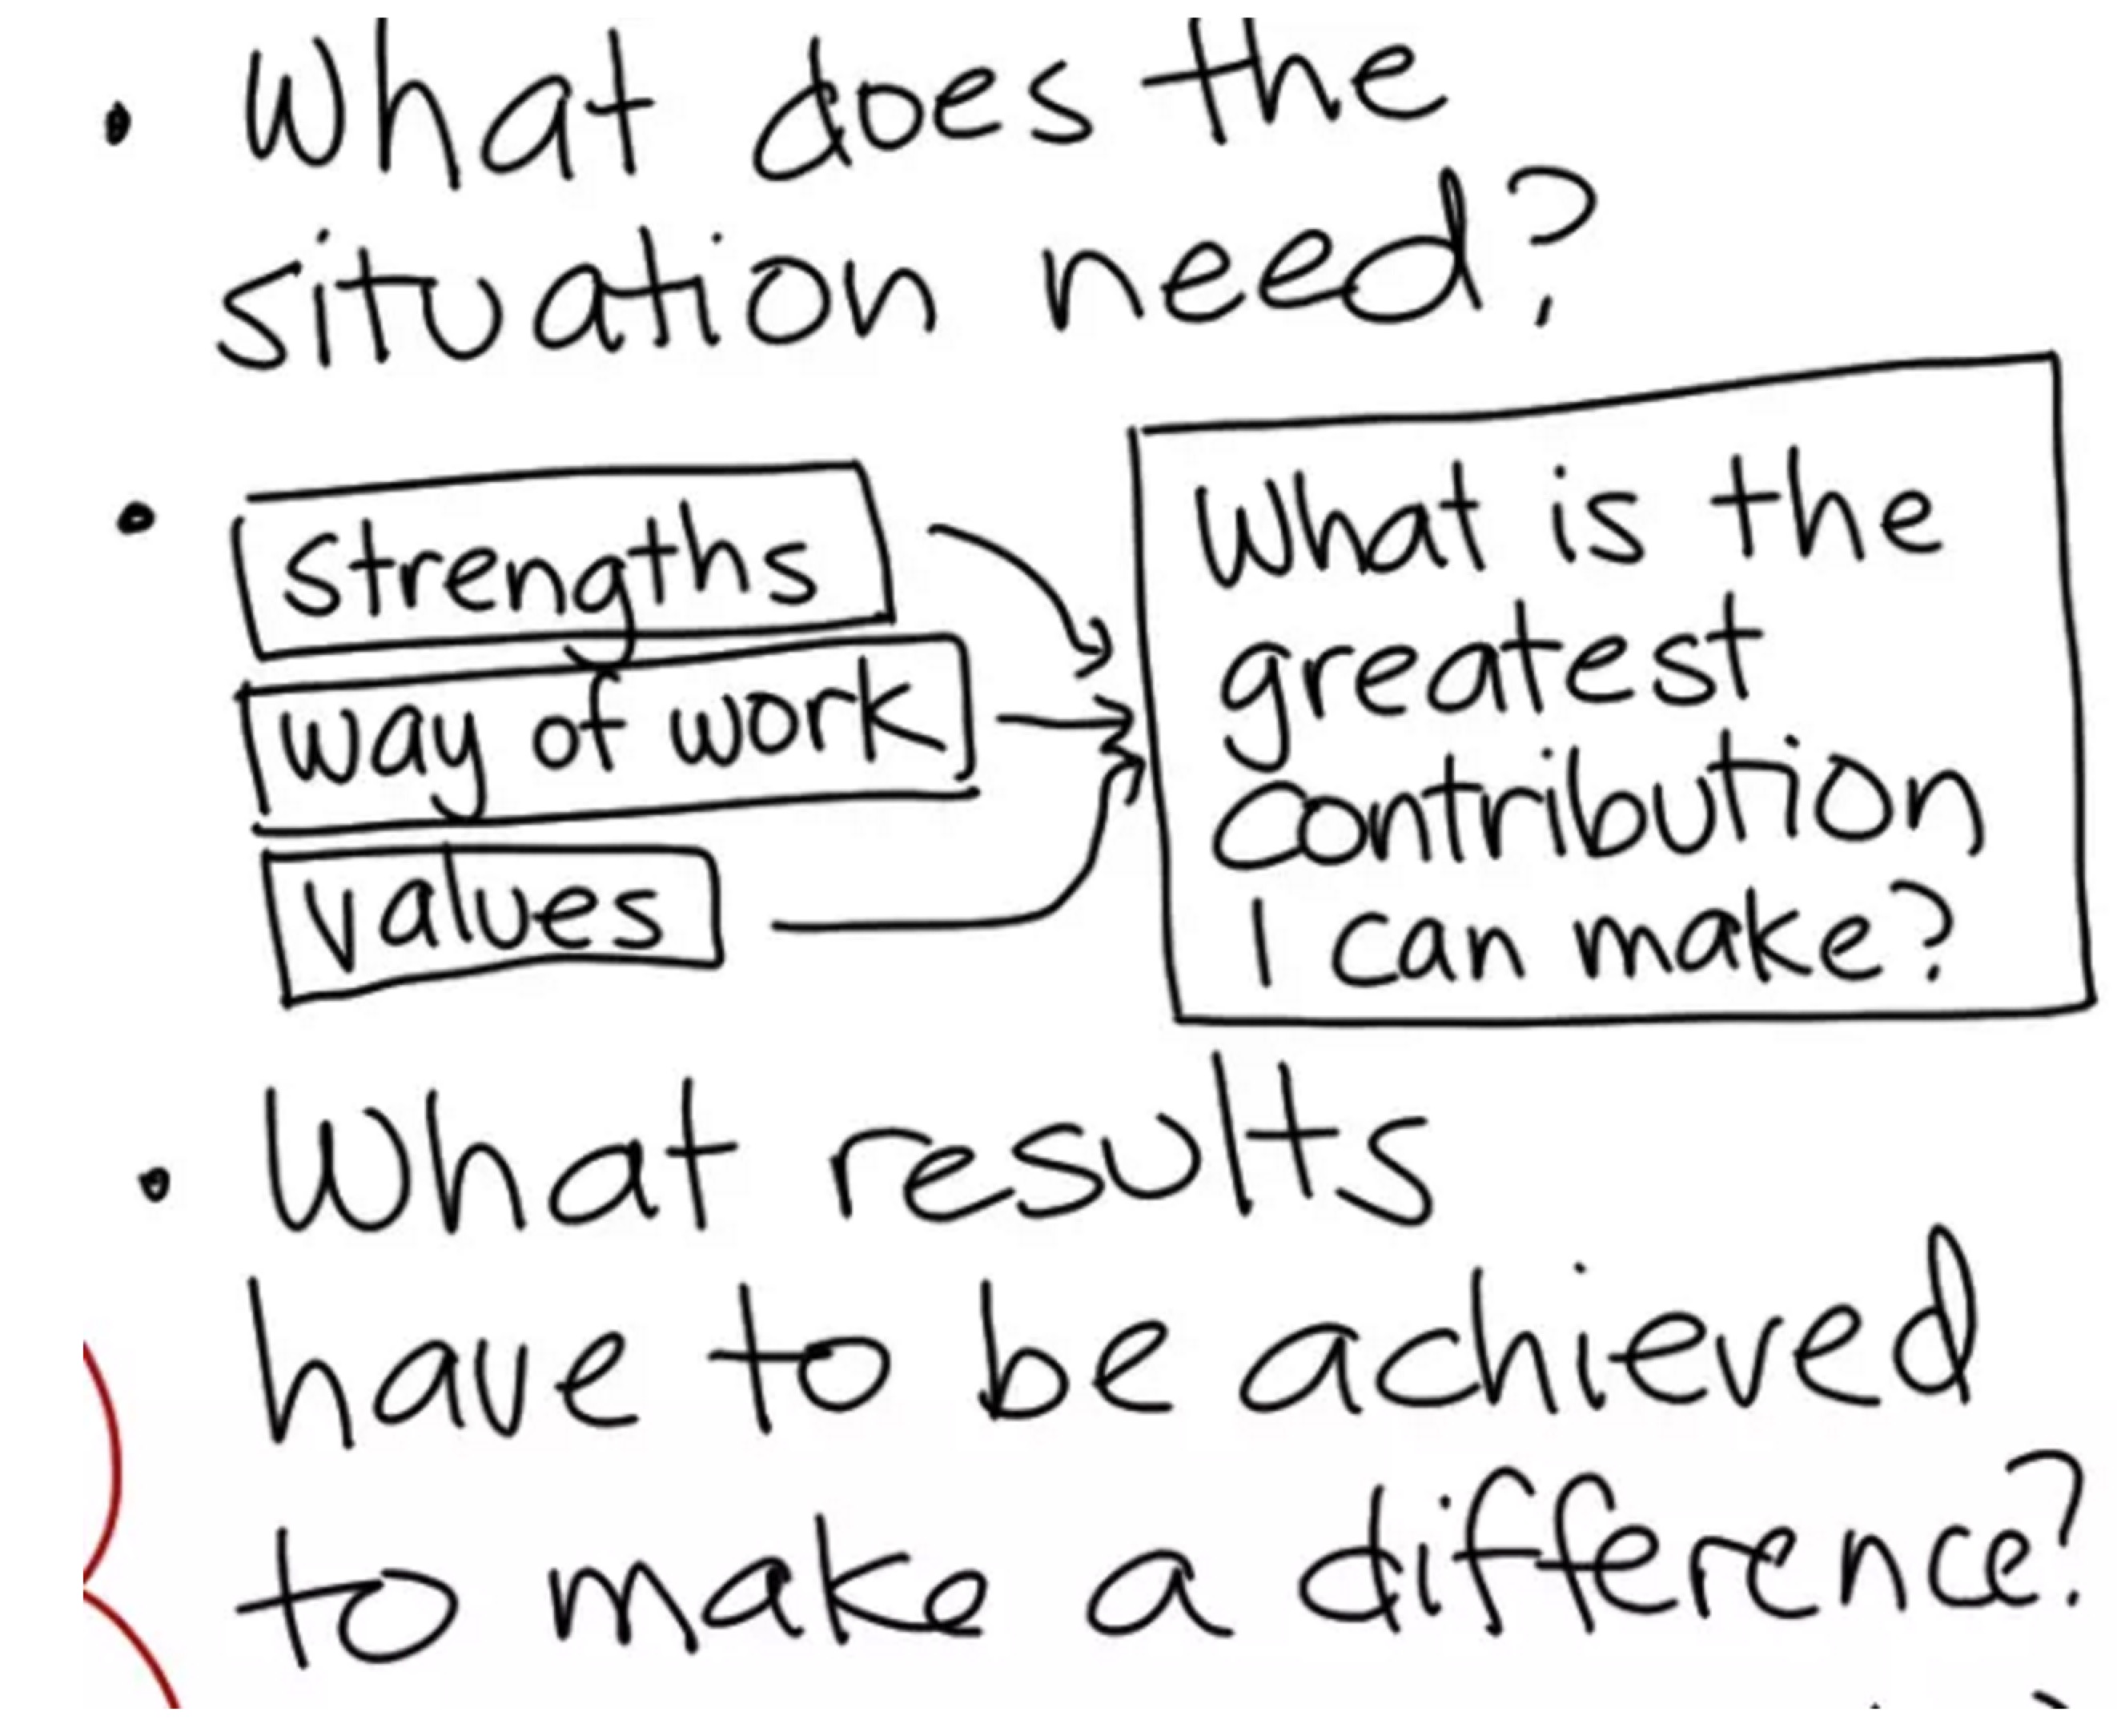 • What does the
situation need?
• strengths
way of work
values
What is the
greatest
contribution
I can make?
• What results
have to be achieved
to make a difference?